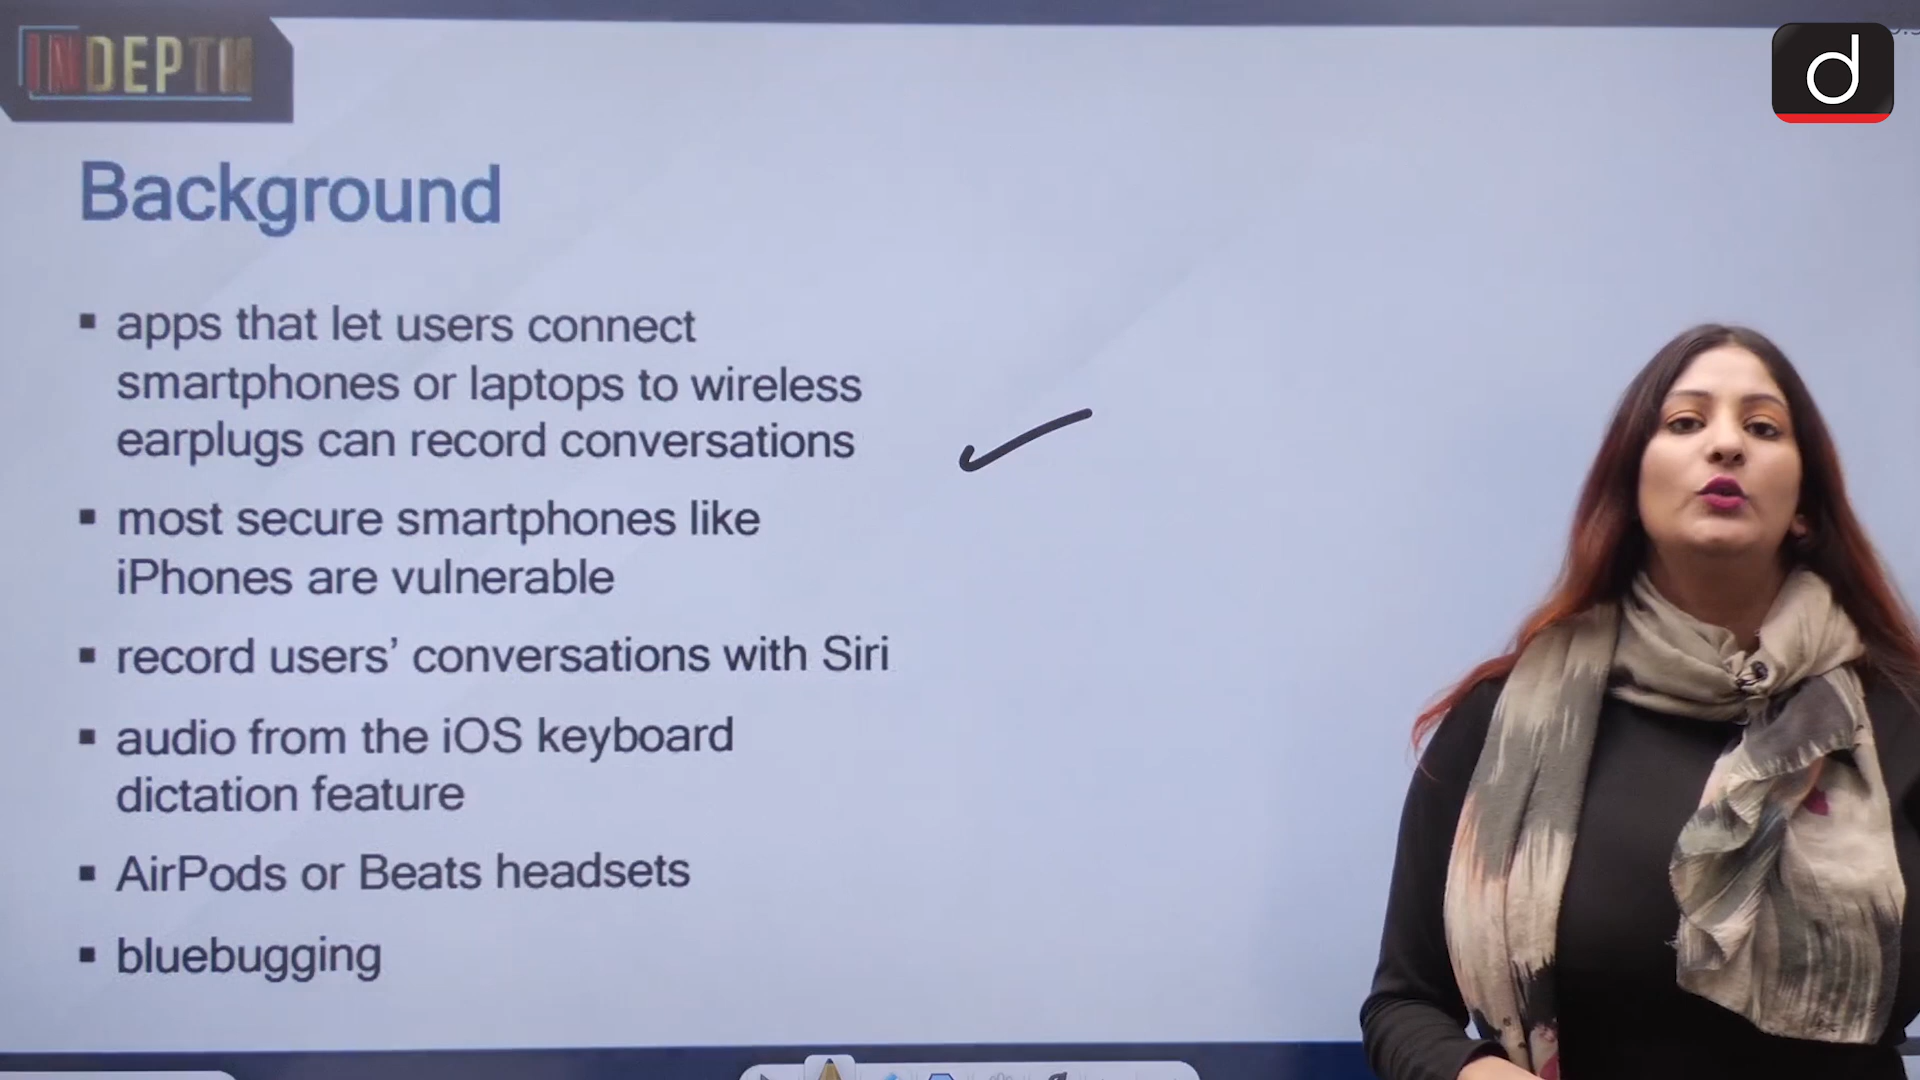 INDEPTH
d
Background
▪ apps that let users connect
smartphones or laptops to wireless
earplugs can record conversations
▪ most secure smartphones like
iPhones are vulnerable
▪ record users’ conversations with Siri
▪ audio from the iOS keyboard
dictation feature
▪ AirPods or Beats headsets
▪ bluebugging